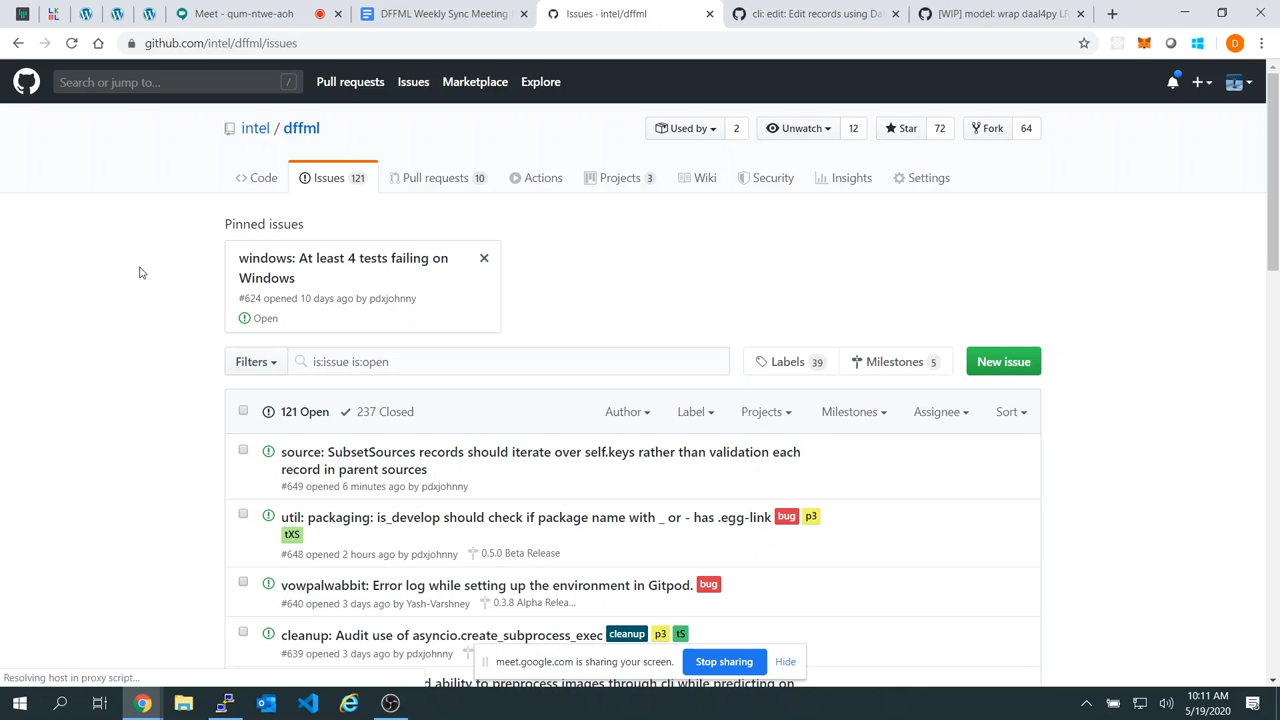 Meet - qum-ntwe-aoh
DFFML Weekly Sync Meeting
Issues · intel/dffml
cli: edit: Edit records using Da
[WIP] model: wrap daal4py LR
github.com/intel/dffml/issues
Search or jump to...
/
Pull requests
Issues
Marketplace
Explore
intel / dffml
Used by 2
Unwatch 12
Star 72
Fork 64
Code
Issues 121
Pull requests 10
Actions
Projects 3
Wiki
Security
Insights
Settings
Pinned issues
windows: At least 4 tests failing on
Windows
#624 opened 10 days ago by pdxjohnny
Open
Filters
is:issue is:open
Labels 39
Milestones 5
New issue
121 Open
237 Closed
Author
Label
Projects
Milestones
Assignee
Sort
source: SubsetSources records should iterate over self.keys rather than validation each
record in parent sources
#649 opened 6 minutes ago by pdxjohnny
util: packaging: is_develop should check if package name with _ or - has .egg-link bug p3
tXS
#648 opened 2 hours ago by pdxjohnny 0.5.0 Beta Release
vowpalwabbit: Error log while setting up the environment in Gitpod. bug
#640 opened 3 days ago by Yash-Varshney 0.3.8 Alpha Relea...
cleanup: Audit use of asyncio.create_subprocess_exec cleanup p3 tS
#639 opened 3 days ago by pdxjohnny
meet.google.com is sharing your screen.
Stop sharing
Hide
Resolving host in proxy script...
d ability to preprocess images through cli while predicting on
10:11 AM
5/19/2020